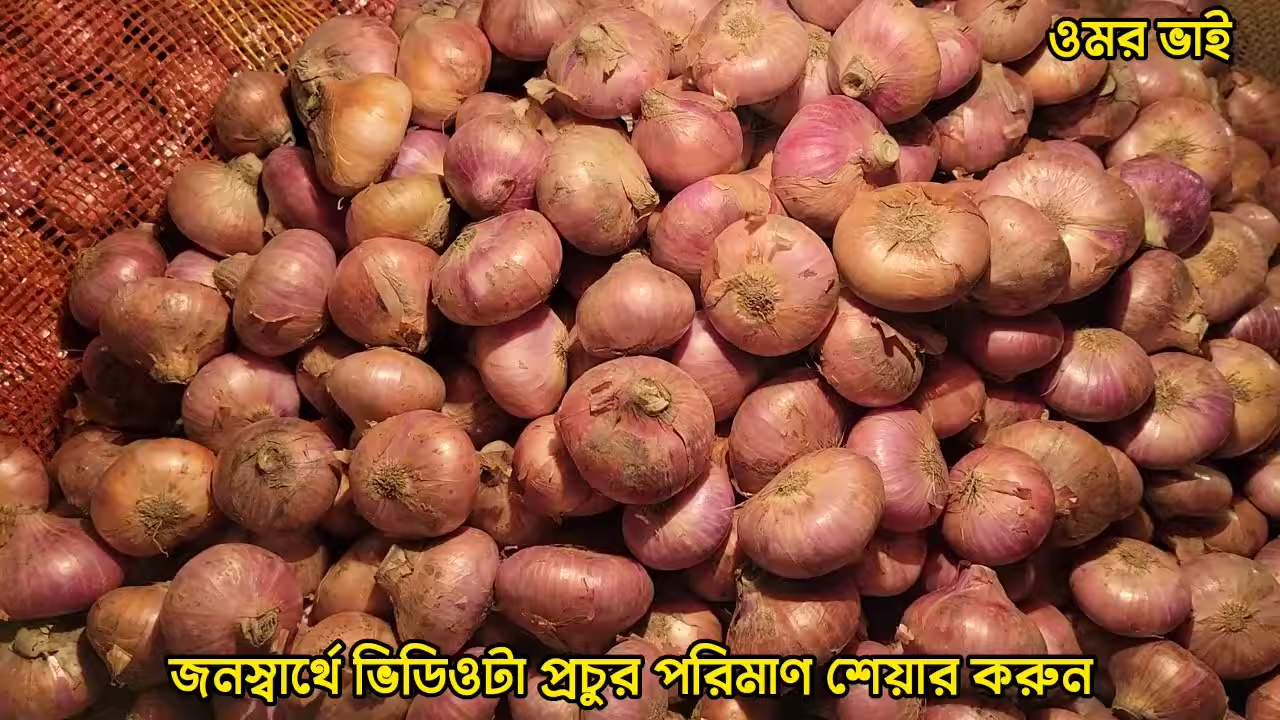 ওমর ভাই
জনস্বার্থে ভিডিওটা প্রচুর পরিমাণ শেয়ার করুন